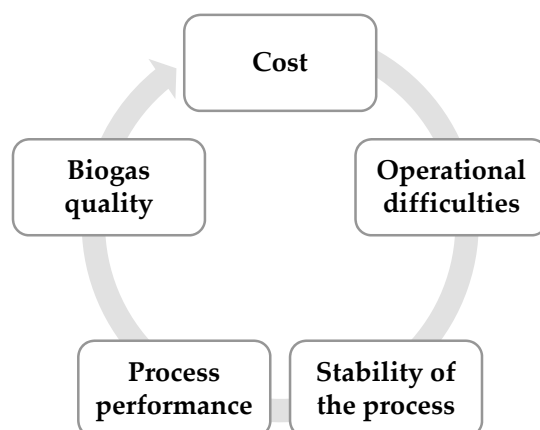 Cost
Operational
difficulties
Stability of
the process
Process
performance
Biogas
quality